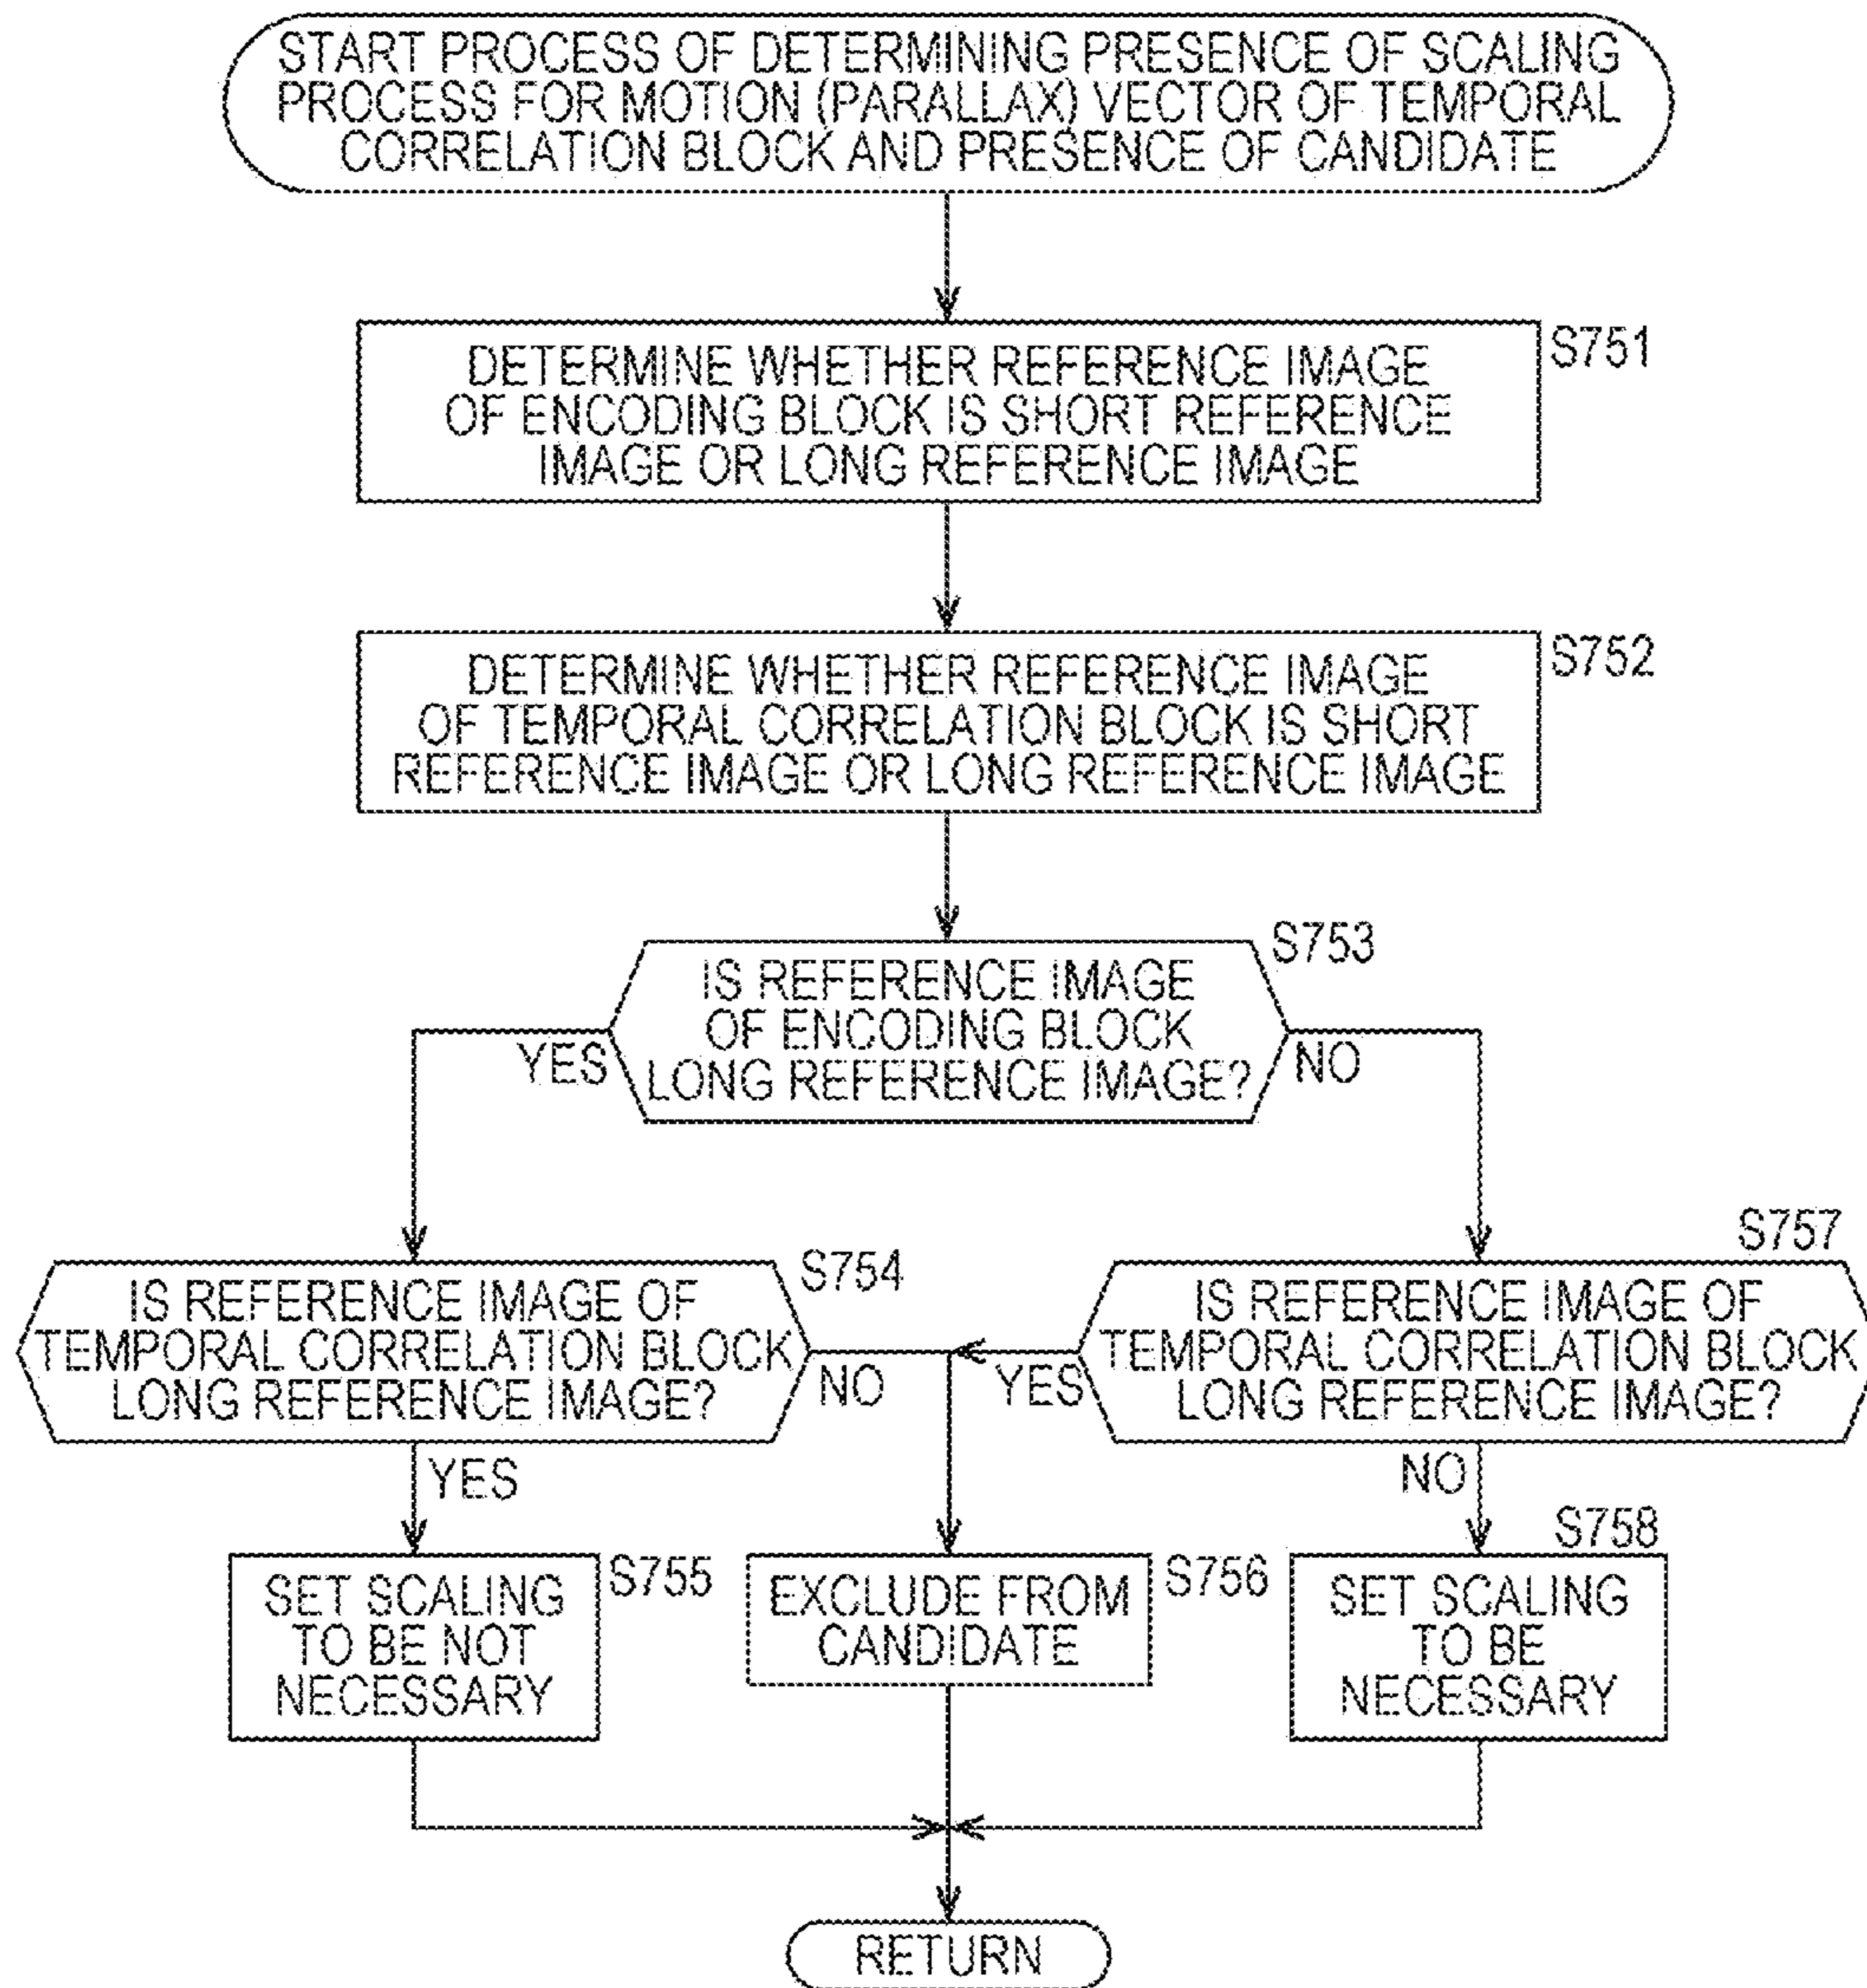 START PROCESS OF DETERMINING PRESENCE OF SCALING
PROCESS FOR MOTION (PARALLAX) VECTOR OF TEMPORAL
CORRELATION BLOCK AND PRESENCE OF CANDIDATE
S751
DETERMINE WHETHER REFERENCE IMAGE
OF ENCODING BLOCK IS SHORT REFERENCE
IMAGE OR LONG REFERENCE IMAGE
S752
DETERMINE WHETHER REFERENCE IMAGE
OF TEMPORAL CORRELATION BLOCK IS SHORT
REFERENCE IMAGE OR LONG REFERENCE IMAGE
S753
IS REFERENCE IMAGE
OF ENCODING BLOCK
LONG REFERENCE IMAGE?
YES
NO
S754
IS REFERENCE IMAGE OF
TEMPORAL CORRELATION BLOCK
LONG REFERENCE IMAGE?
NO
YES
S757
IS REFERENCE IMAGE OF
TEMPORAL CORRELATION BLOCK
LONG REFERENCE IMAGE?
YES
NO
S755
SET SCALING
TO BE NOT
NECESSARY
S756
EXCLUDE FROM
CANDIDATE
S758
SET SCALING
TO BE
NECESSARY
RETURN